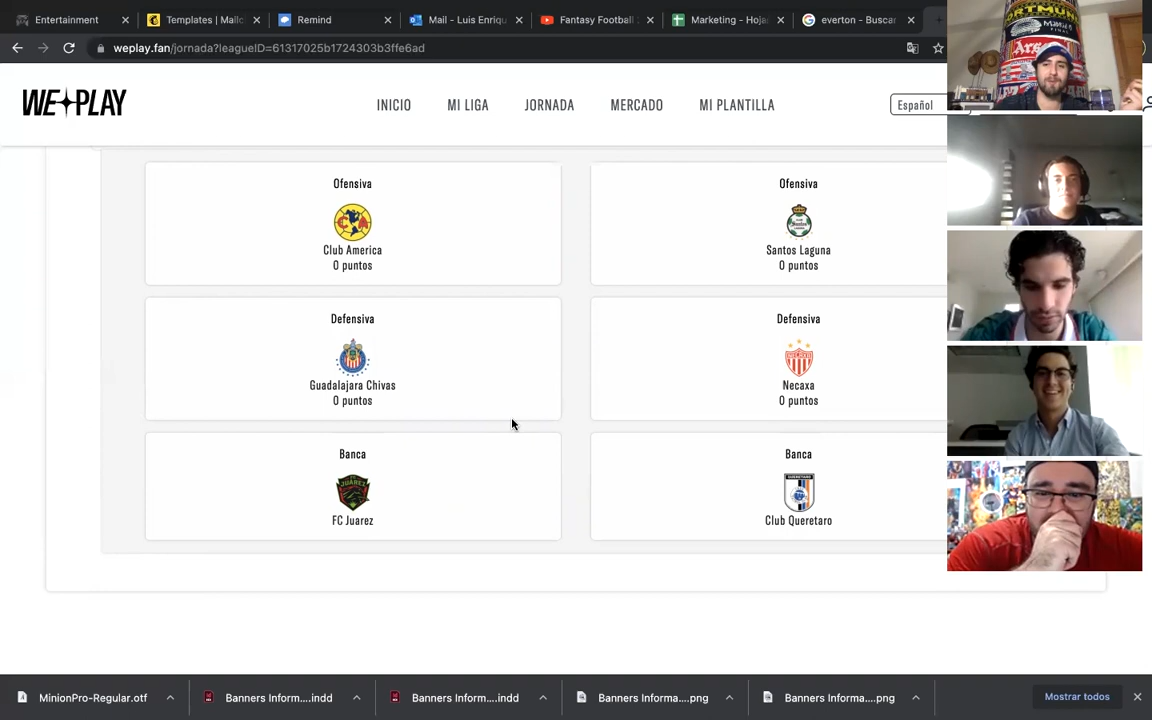 Entertainment
Templates | Mailc
Remind
Mail - Luis Enriqu
Fantasy Football
Marketing - Hojas
everton - Buscar
weplay.fan/jornada?leagueID=61317025b1724303b3ffe6ad
WE PLAY
INICIO
MI LIGA
JORNADA
MERCADO
MI PLANTILLA
Español
Ofensiva
Club America
0 puntos
Ofensiva
Santos Laguna
0 puntos
Defensiva
Guadalajara Chivas
0 puntos
Defensiva
Necaxa
0 puntos
Banca
FC Juarez
Banca
Club Queretaro
MinionPro-Regular.otf
Banners Inform....indd
Banners Inform....indd
Banners Informa....png
Banners Informa....png
Mostrar todos